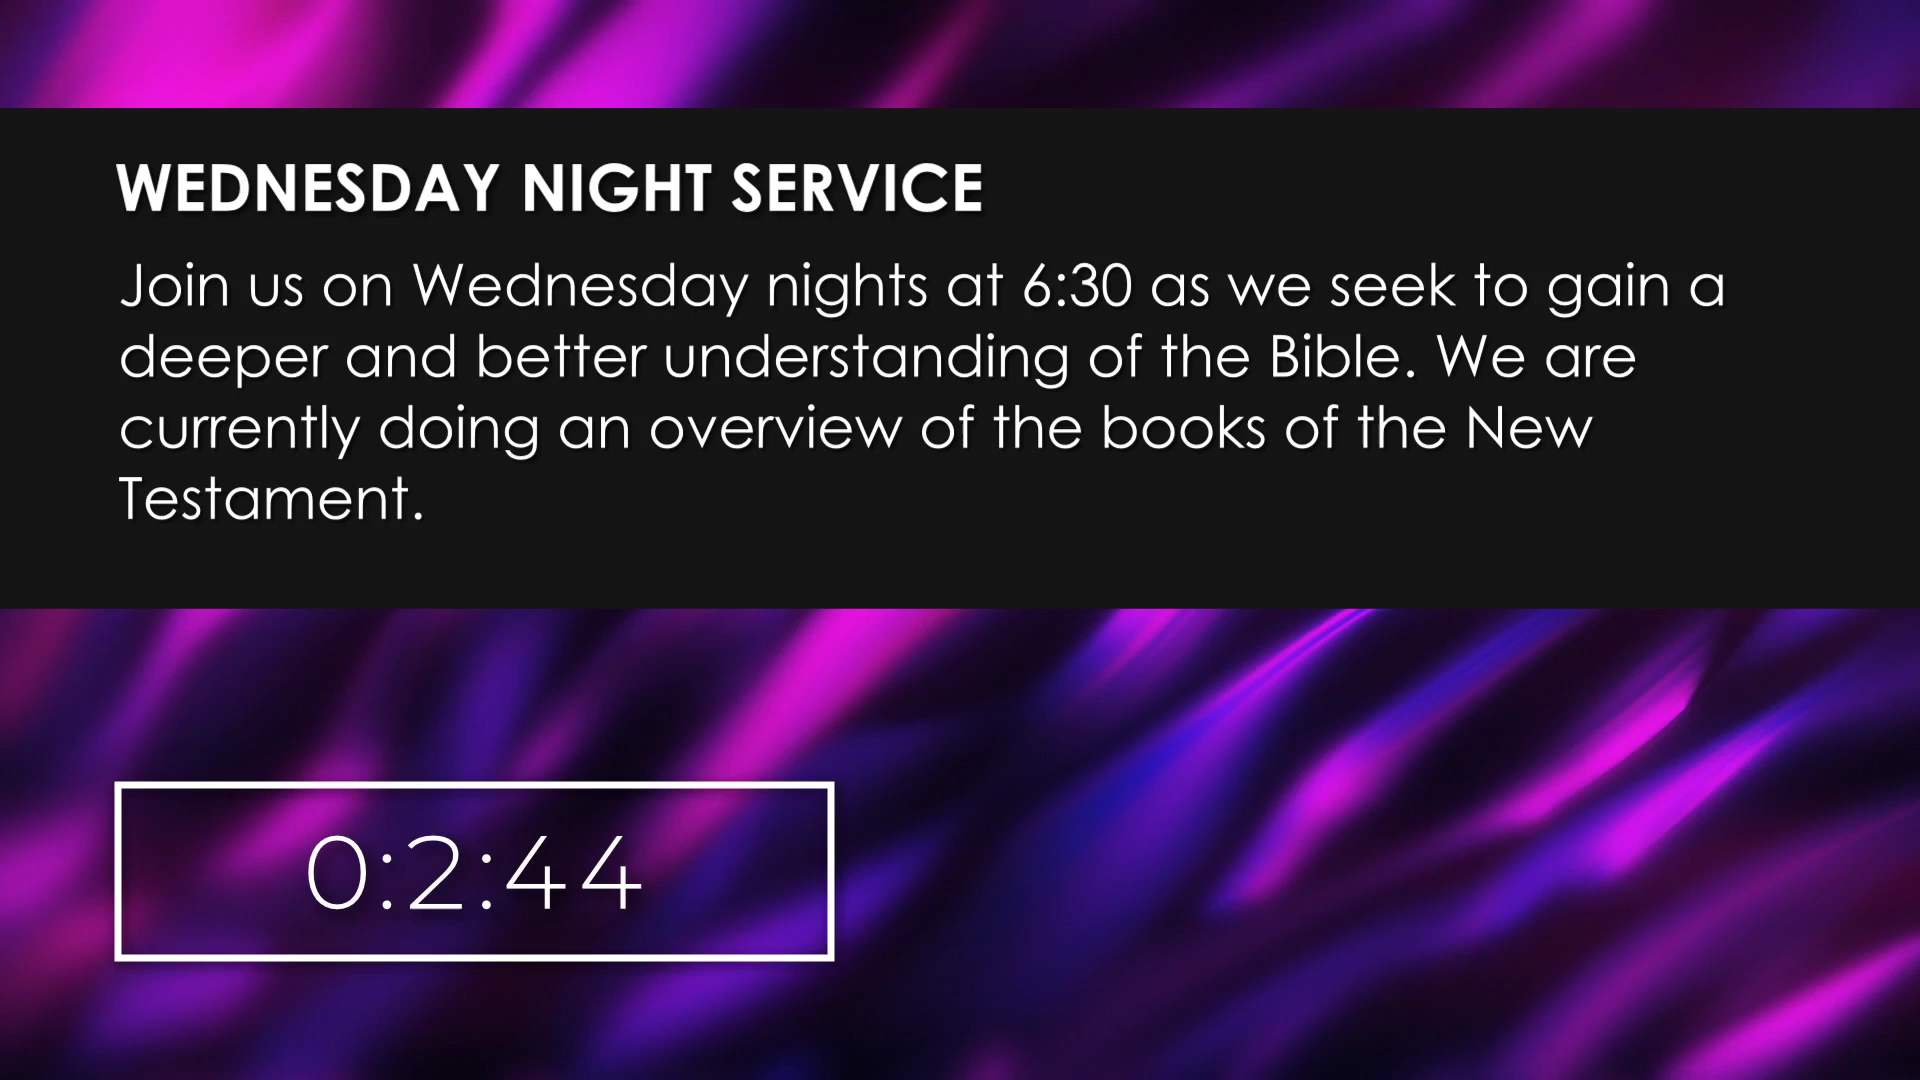 WEDNESDAY NIGHT SERVICE
Join us on Wednesday nights at 6:30 as we seek to gain a
deeper and better understanding of the Bible. We are
currently doing an overview of the books of the New
Testament.
0:2:44